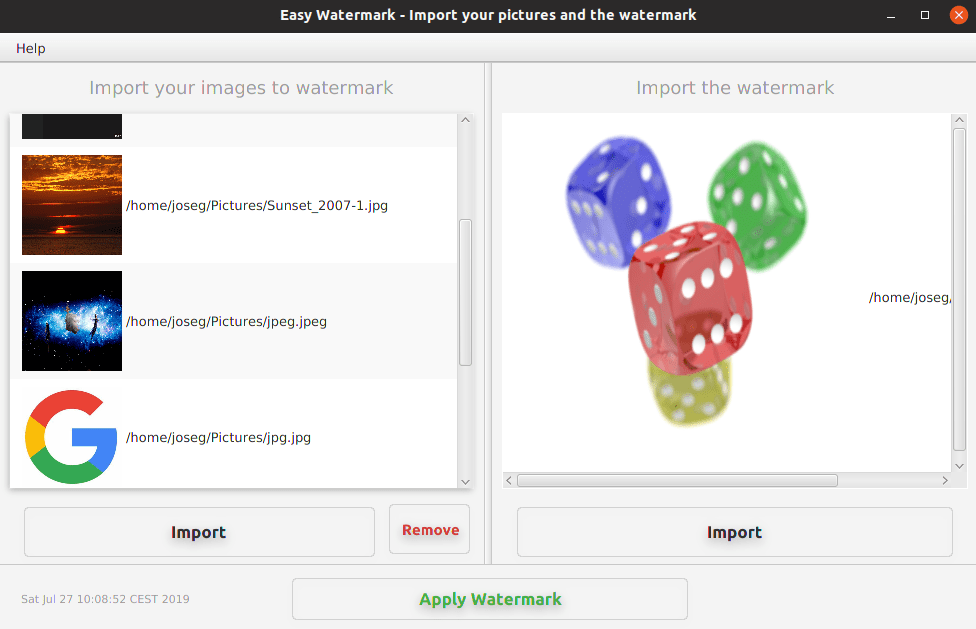 Easy Watermark - Import your pictures and the watermark
Help
Import your images to watermark
/home/joseg/Pictures/Sunset_2007-1.jpg
/home/joseg/Pictures/jpeg.jpeg
/home/joseg/Pictures/jpg.jpg
Import
Remove
Import the watermark
/home/joseg/
Import
Sat Jul 27 10:08:52 CEST 2019
Apply Watermark